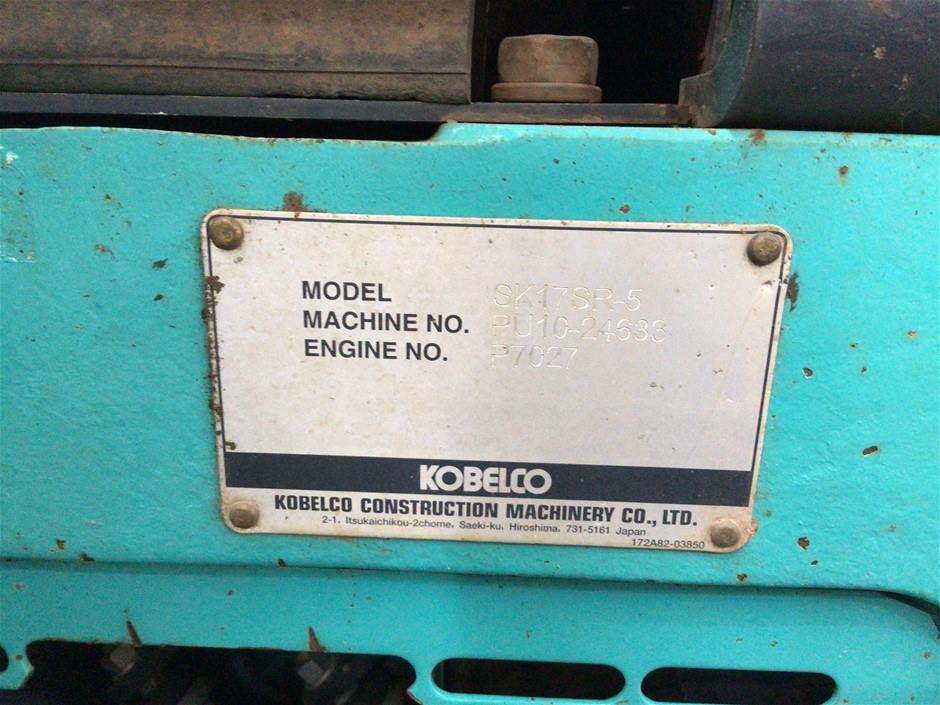 MODEL SK17SR-5
MACHINE NO. PU10-24633
ENGINE NO. P7027
KOBELCO
KOBELCO CONSTRUCTION MACHINERY CO., LTD.
2-1, Itsukaichikou-2chome, Saeki-ku, Hiroshima, 731-5161 Japan
172A82-03850